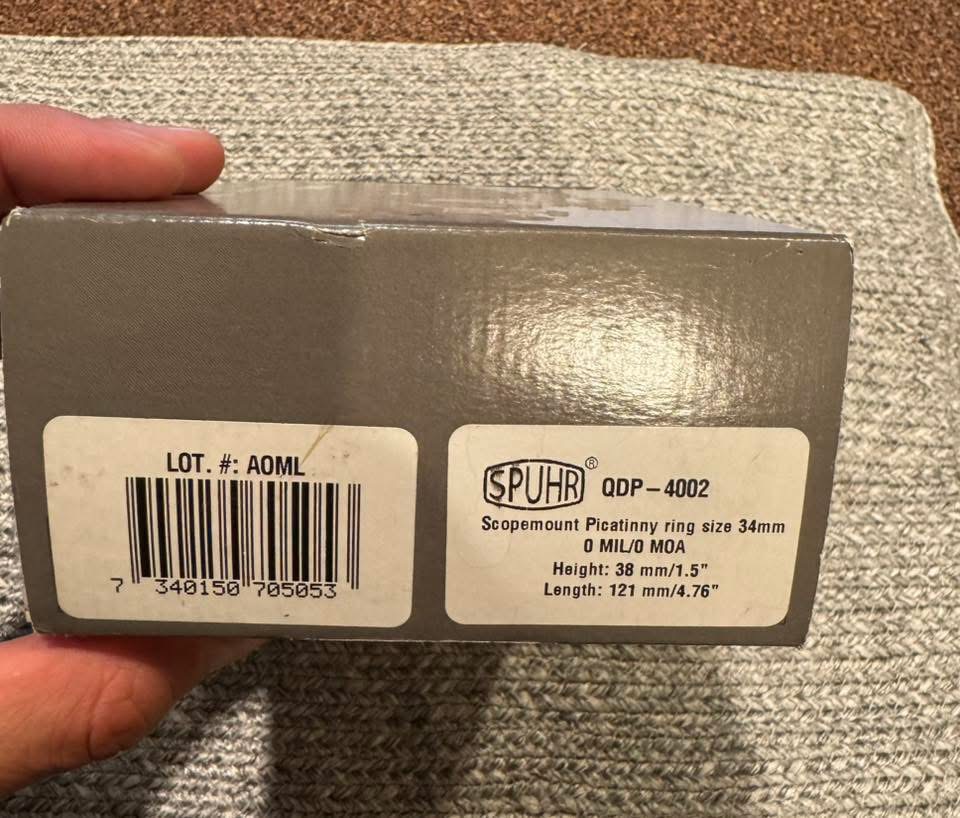 LOT. #: AOML
7 340150 705053
SPUHR® QDP-4002
Scopemount Picatinny ring size 34mm
0 MIL/0 MOA
Height: 38 mm/1.5"
Length: 121 mm/4.76"